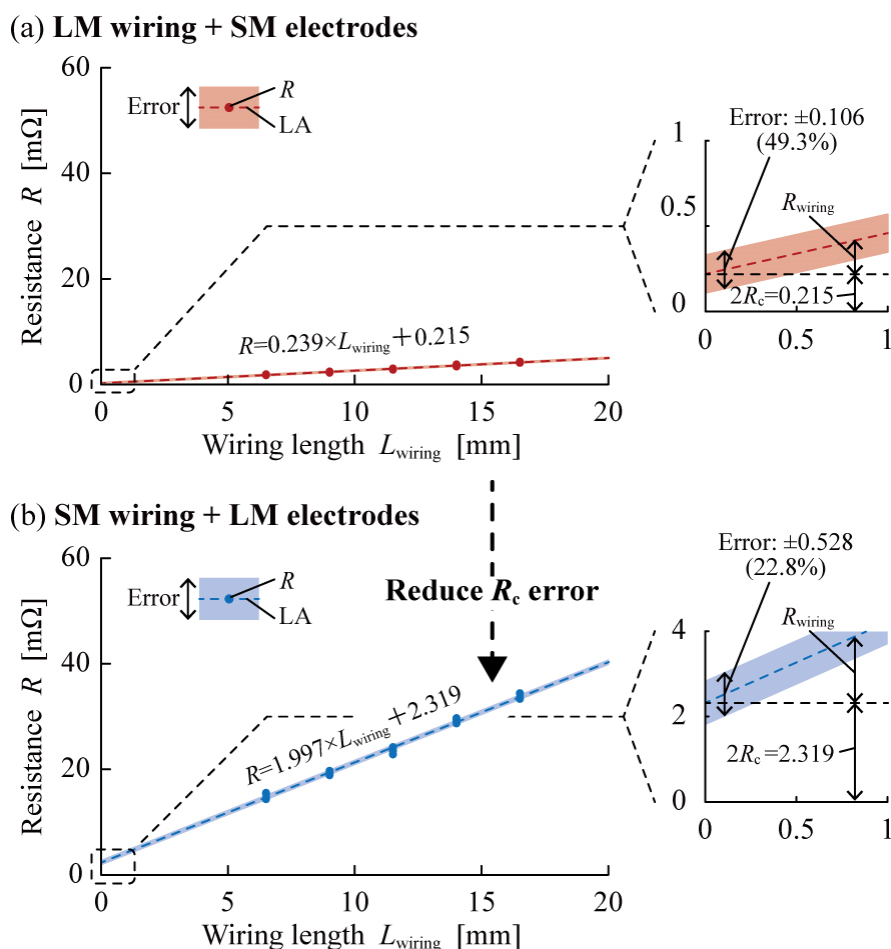 (a) LM wiring + SM electrodes
60
40
20
0
Resistance R [mΩ]
Error
R
LA
R=0.239×Lwiring+0.215
0
5
10
15
20
Wiring length Lwiring [mm]
Error: ±0.106
(49.3%)
1
0.5
0
Rwiring
2Rc=0.215
0
0.5
1
(b) SM wiring + LM electrodes
60
40
20
0
Resistance R [mΩ]
Error
R
LA
Reduce Rc error
R=1.997×Lwiring+2.319
0
5
10
15
20
Wiring length Lwiring [mm]
Error: ±0.528
(22.8%)
4
2
0
Rwiring
2Rc=2.319
0
0.5
1